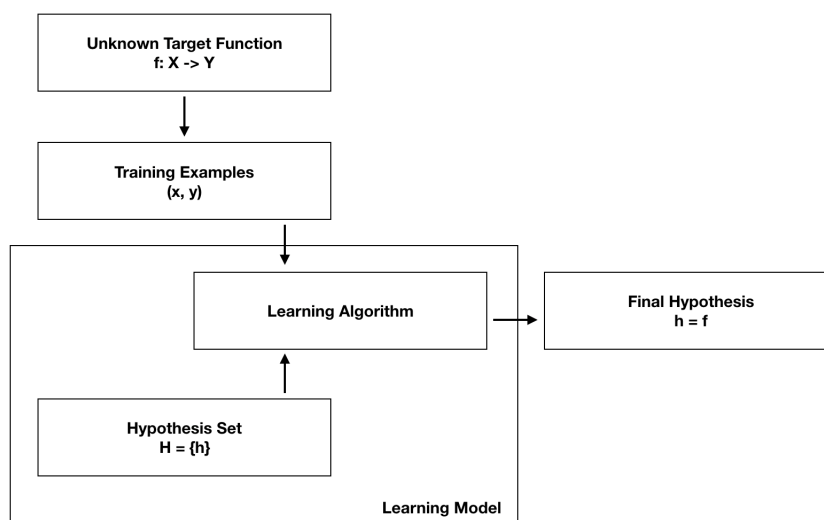 Unknown Target Function
f: X -> Y
Training Examples
(x, y)
Learning Algorithm
Final Hypothesis
h = f
Hypothesis Set
H = {h}
Learning Model